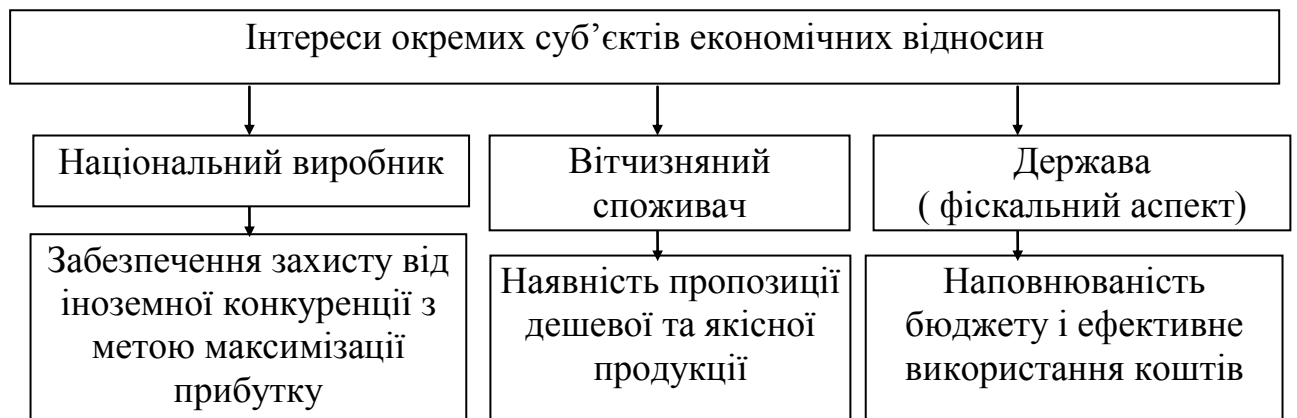 Інтереси окремих суб’єктів економічних відносин
Національний виробник
Вітчизняний
споживач
Держава
( фіскальний аспект)
Забезпечення захисту від
іноземної конкуренції з
метою максимізації
прибутку
Наявність пропозиції
дешевої та якісної
продукції
Наповнюваність
бюджету і ефективне
використання коштів